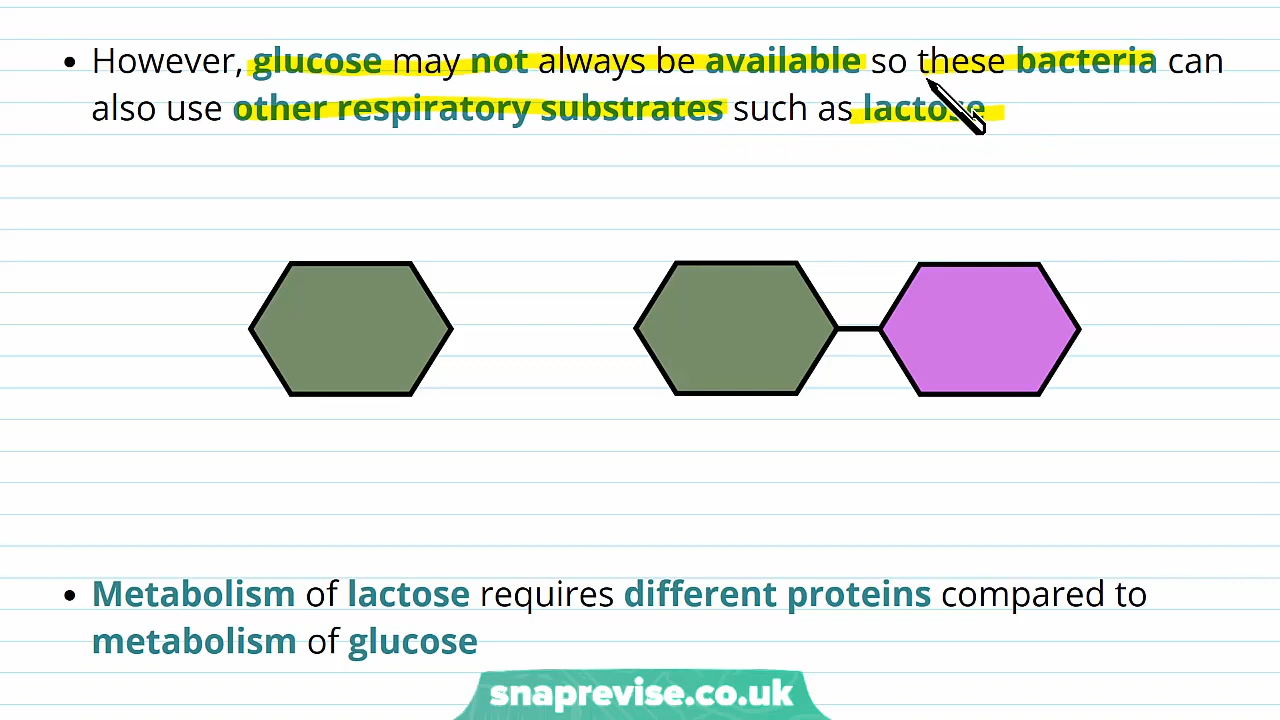 • However, glucose may not always be available so these bacteria can
also use other respiratory substrates such as lactose
• Metabolism of lactose requires different proteins compared to
metabolism of glucose
snaprevise.co.uk